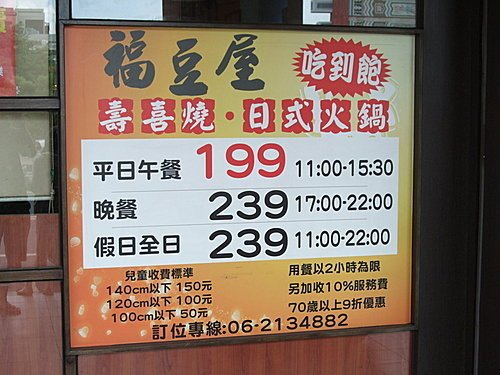 福豆屋
吃到飽
壽喜燒·日式火鍋
平日午餐 199 11:00-15:30
晚餐 239 17:00-22:00
假日全日 239 11:00-22:00
兒童收費標準
140cm以下 150元
120cm以下 100元
100cm以下 50元
用餐以2小時為限
另加收10%服務費
70歲以上9折優惠
訂位專線:06-2134882